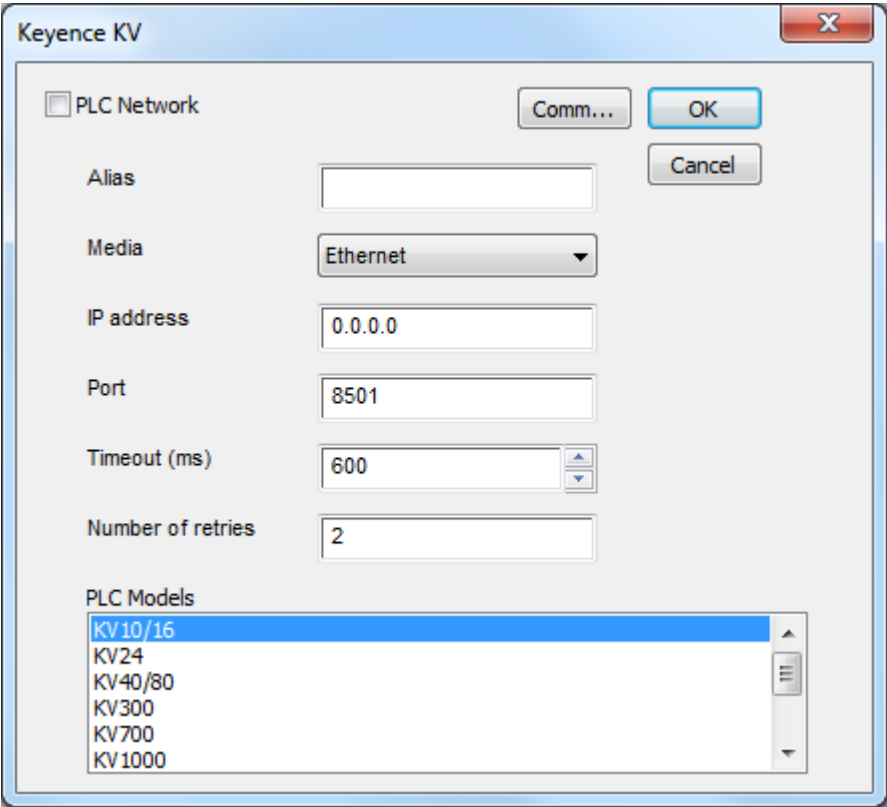 Keyence KV
PLC Network
Comm...
OK
Cancel
Alias
Media
Ethernet
IP address
0.0.0.0
Port
8501
Timeout (ms)
600
Number of retries
2
PLC Models
KV10/16
KV24
KV40/80
KV300
KV700
KV1000